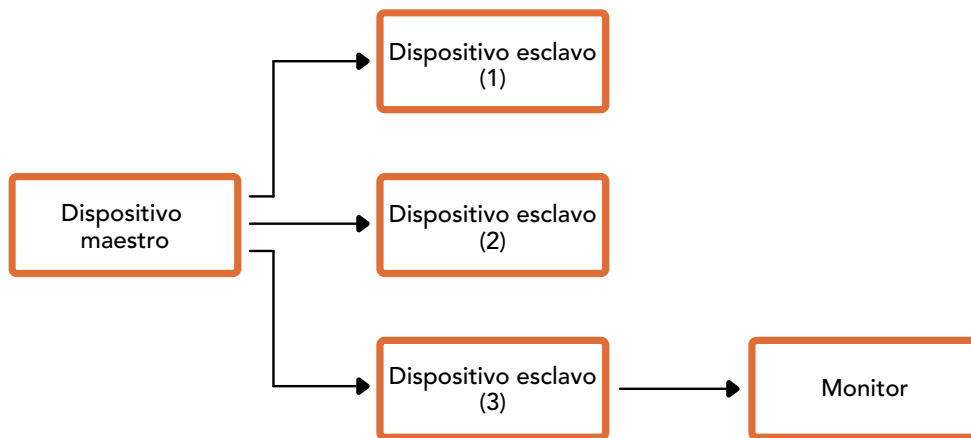 Dispositivo esclavo
(1)
Dispositivo
maestro
Dispositivo esclavo
(2)
Dispositivo esclavo
(3)
Monitor